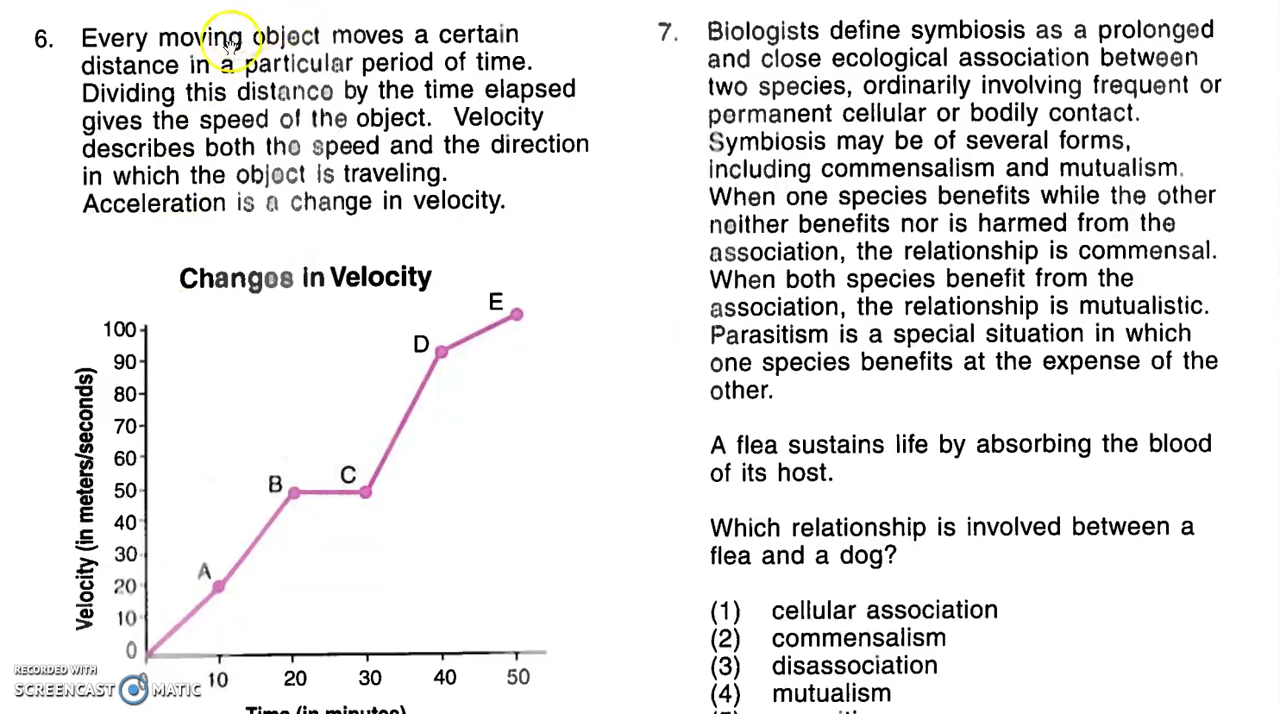 6. Every moving object moves a certain
distance in a particular period of time.
Dividing this distance by the time elapsed
gives the speed of the object. Velocity
describes both the speed and the direction
in which the object is traveling.
Acceleration is a change in velocity.
Changes in Velocity
Velocity (in meters/seconds)
100
90
80
70
60
50
40
30
20
10
0
A
B
C
D
E
0 10 20 30 40 50
Time (in minutes)
RECORDED WITH
SCREENCAST MATIC
7. Biologists define symbiosis as a prolonged
and close ecological association between
two species, ordinarily involving frequent or
permanent cellular or bodily contact.
Symbiosis may be of several forms,
including commensalism and mutualism.
When one species benefits while the other
neither benefits nor is harmed from the
association, the relationship is commensal.
When both species benefit from the
association, the relationship is mutualistic.
Parasitism is a special situation in which
one species benefits at the expense of the
other.
A flea sustains life by absorbing the blood
of its host.
Which relationship is involved between a
flea and a dog?
(1) cellular association
(2) commensalism
(3) disassociation
(4) mutualism